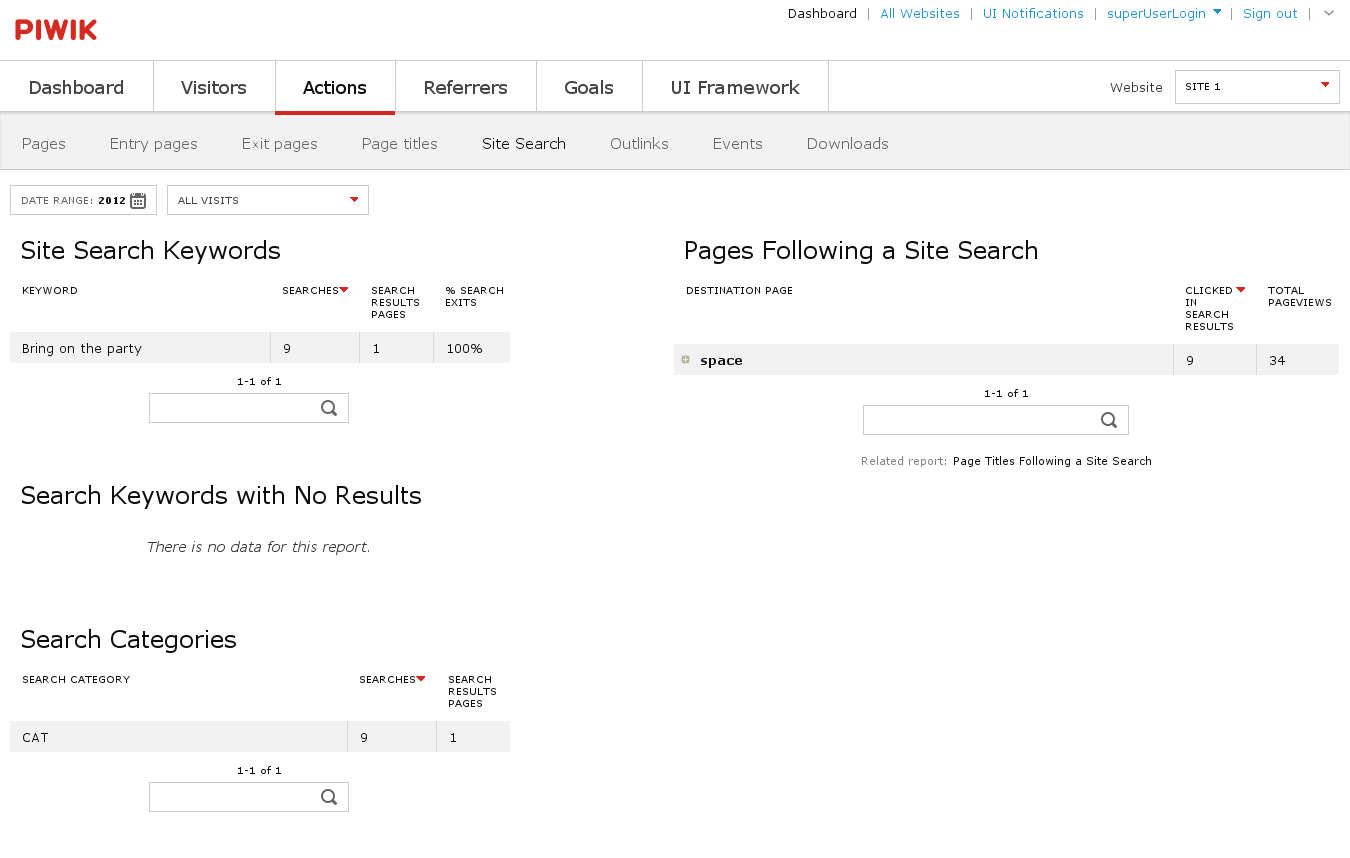 PIWIK
Dashboard | All Websites | UI Notifications | superUserLogin | Sign out |
Dashboard Visitors Actions Referrers Goals UI Framework Website SITE 1
Pages Entry pages Exit pages Page titles Site Search Outlinks Events Downloads
DATE RANGE: 2012 ALL VISITS
Site Search Keywords
KEYWORD SEARCHES SEARCH RESULTS PAGES % SEARCH EXITS
Bring on the party 9 1 100%
1-1 of 1
Search Keywords with No Results
There is no data for this report.
Search Categories
SEARCH CATEGORY SEARCHES SEARCH RESULTS PAGES
CAT 9 1
1-1 of 1
Pages Following a Site Search
DESTINATION PAGE CLICKED IN SEARCH RESULTS TOTAL PAGEVIEWS
space 9 34
1-1 of 1
Related report: Page Titles Following a Site Search